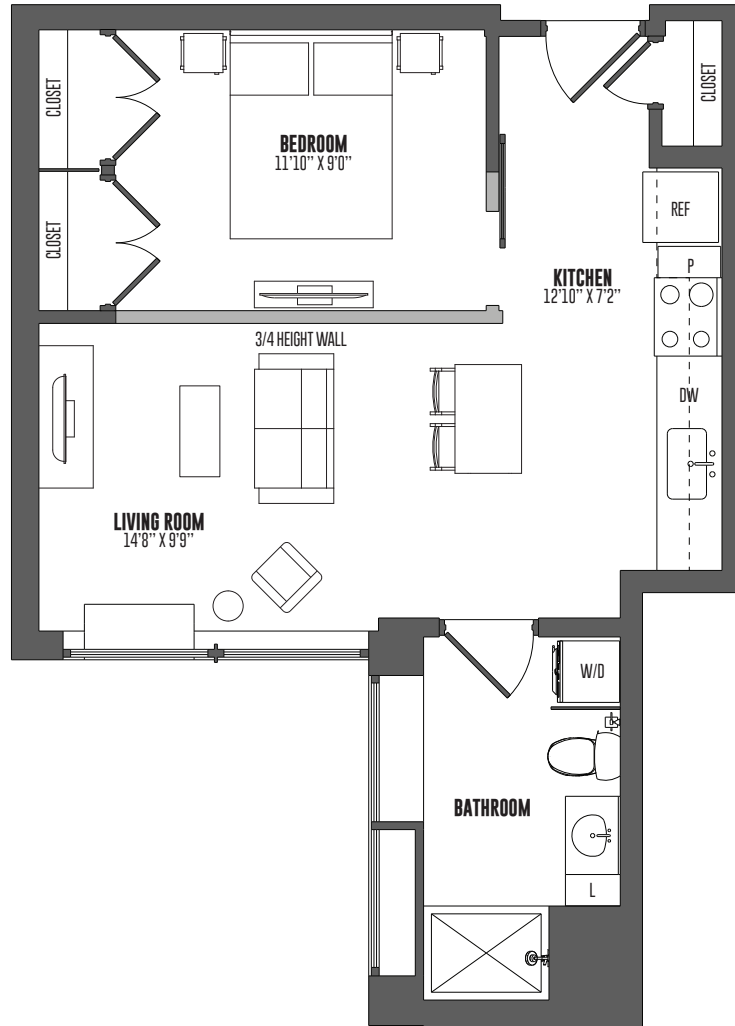 CLOSET
CLOSET
BEDROOM
11'10" X 9'0"
CLOSET
REF
P
KITCHEN
12'10" X 7'2"
3/4 HEIGHT WALL
DW
LIVING ROOM
14'8" X 9'9"
W/D
BATHROOM
L